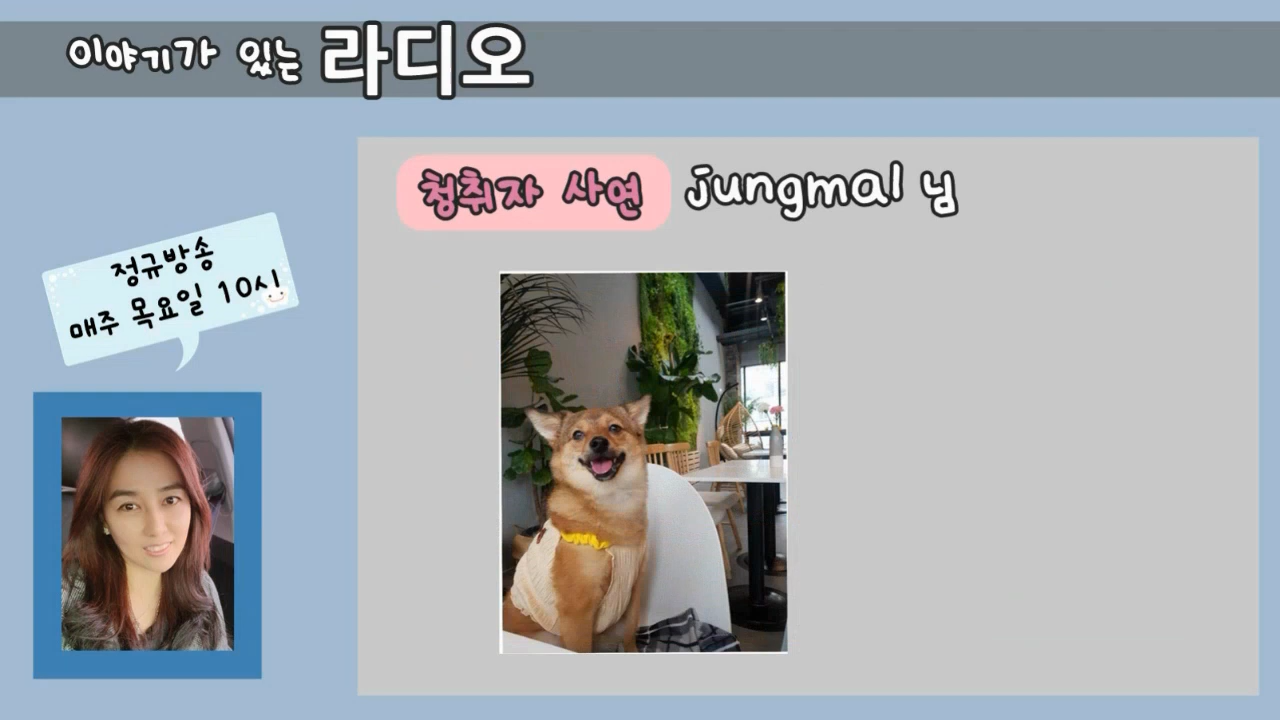 이야기가 있는 라디오
청취자 사연 jungmal 님
정규방송
매주 목요일 10시